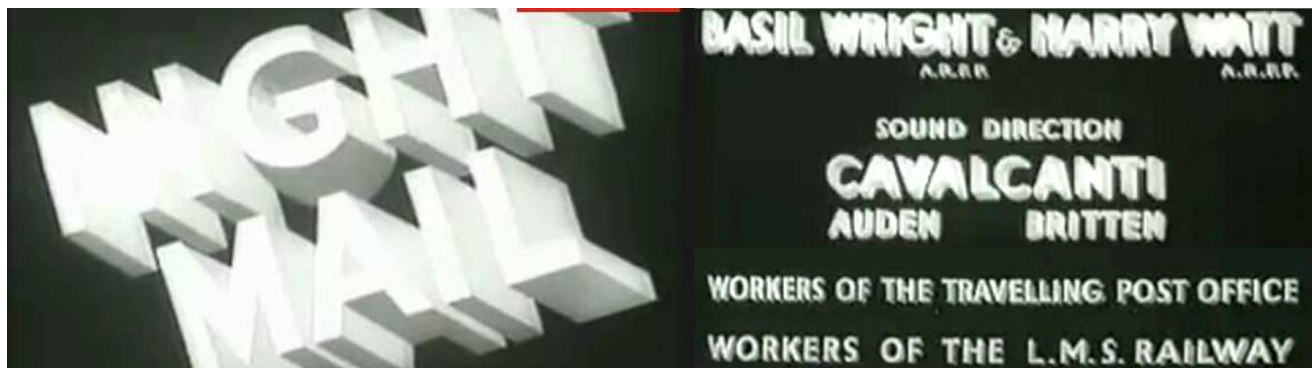 NIGHT
MAIL
BASIL WRIGHT & HARRY WATT
A.R.P.P. A.R.P.P.
SOUND DIRECTION
CAVALCANTI
AUDEN BRITTEN
WORKERS OF THE TRAVELLING POST OFFICE
WORKERS OF THE L.M.S. RAILWAY